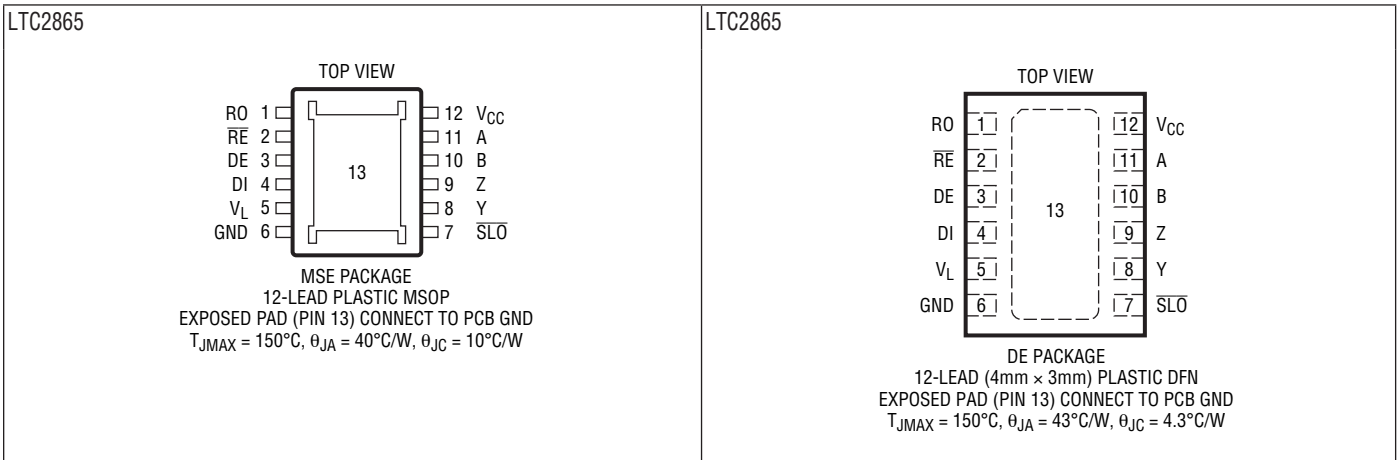 LTC2865
TOP VIEW
RO 1
R̅E̅ 2
DE 3
DI 4
VL 5
GND 6
13
12 VCC
11 A
10 B
9 Z
8 Y
7 S̅L̅O̅
MSE PACKAGE
12-LEAD PLASTIC MSOP
EXPOSED PAD (PIN 13) CONNECT TO PCB GND
TJMAX = 150°C, θJA = 40°C/W, θJC = 10°C/W
LTC2865
TOP VIEW
RO 1
R̅E̅ 2
DE 3
DI 4
VL 5
GND 6
13
12 VCC
11 A
10 B
9 Z
8 Y
7 S̅L̅O̅
DE PACKAGE
12-LEAD (4mm × 3mm) PLASTIC DFN
EXPOSED PAD (PIN 13) CONNECT TO PCB GND
TJMAX = 150°C, θJA = 43°C/W, θJC = 4.3°C/W